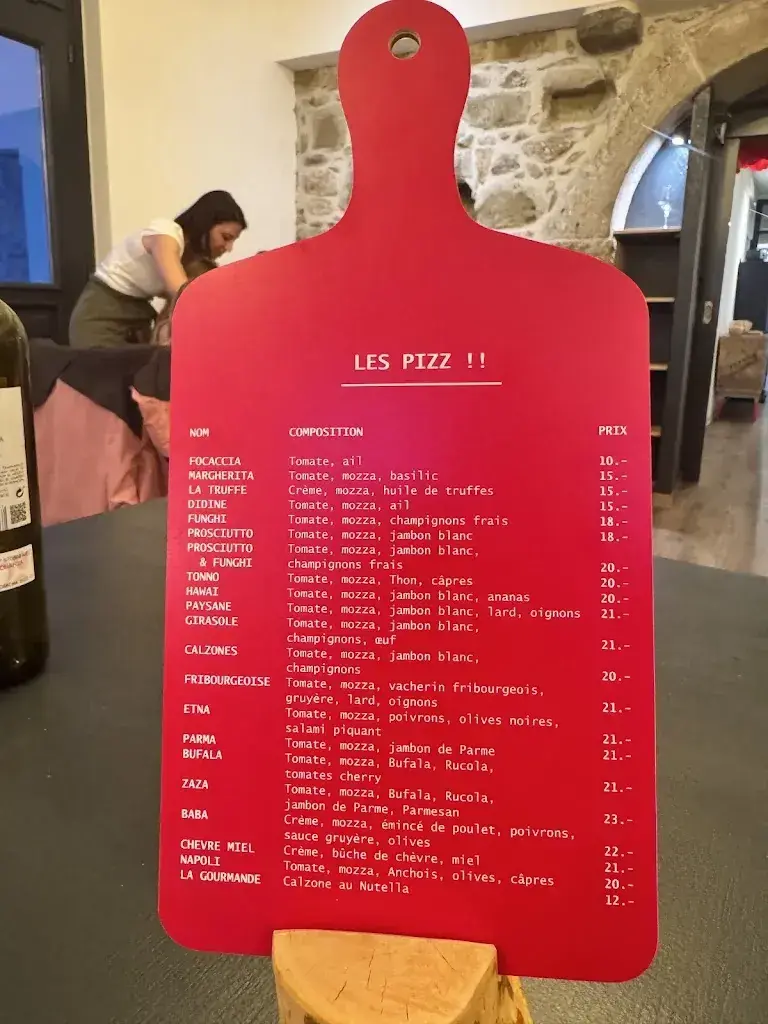 LES PIZZ !!
NOM COMPOSITION PRIX
FOCACCIA Tomate, ail 10.-
MARGHERITA Tomate, mozza, basilic 15.-
LA TRUFFE Crème, mozza, huile de truffes 15.-
DIDINE Tomate, mozza, ail 15.-
FUNGHI Tomate, mozza, champignons frais 18.-
PROSCIUTTO Tomate, mozza, jambon blanc 18.-
PROSCIUTTO Tomate, mozza, jambon blanc,
& FUNGHI champignons frais 20.-
TONNO Tomate, mozza, Thon, câpres 20.-
HAWAI Tomate, mozza, jambon blanc, ananas 20.-
PAYSANE Tomate, mozza, jambon blanc, lard, oignons 21.-
GIRASOLE Tomate, mozza, jambon blanc,
champignons, œuf 21.-
CALZONES Tomate, mozza, jambon blanc,
champignons 20.-
FRIBOURGEOISE Tomate, mozza, vacherin fribourgeois,
gruyère, lard, oignons 21.-
ETNA Tomate, mozza, poivrons, olives noires,
salami piquant 21.-
PARMA Tomate, mozza, jambon de Parme 21.-
BUFALA Tomate, mozza, Bufala, Rucola,
tomates cherry 21.-
ZAZA Tomate, mozza, Bufala, Rucola,
jambon de Parme, Parmesan 23.-
BABA Crème, mozza, émincé de poulet, poivrons,
sauce gruyère, olives 22.-
CHEVRE MIEL Crème, bûche de chèvre, miel 21.-
NAPOLI Tomate, mozza, Anchois, olives, câpres 20.-
LA GOURMANDE Calzone au Nutella 12.-